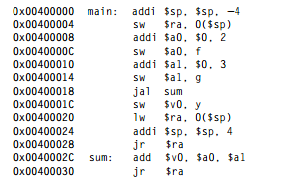 0x00400000 main: addi $sp, $sp, -4
0x00400004 sw $ra, 0($sp)
0x00400008 addi $a0, $0, 2
0x0040000C sw $a0, f
0x00400010 addi $a1, $0, 3
0x00400014 sw $a1, g
0x00400018 jal sum
0x0040001C sw $v0, y
0x00400020 lw $ra, 0($sp)
0x00400024 addi $sp, $sp, 4
0x00400028 jr $ra
0x0040002C sum: add $v0, $a0, $a1
0x00400030 jr $ra